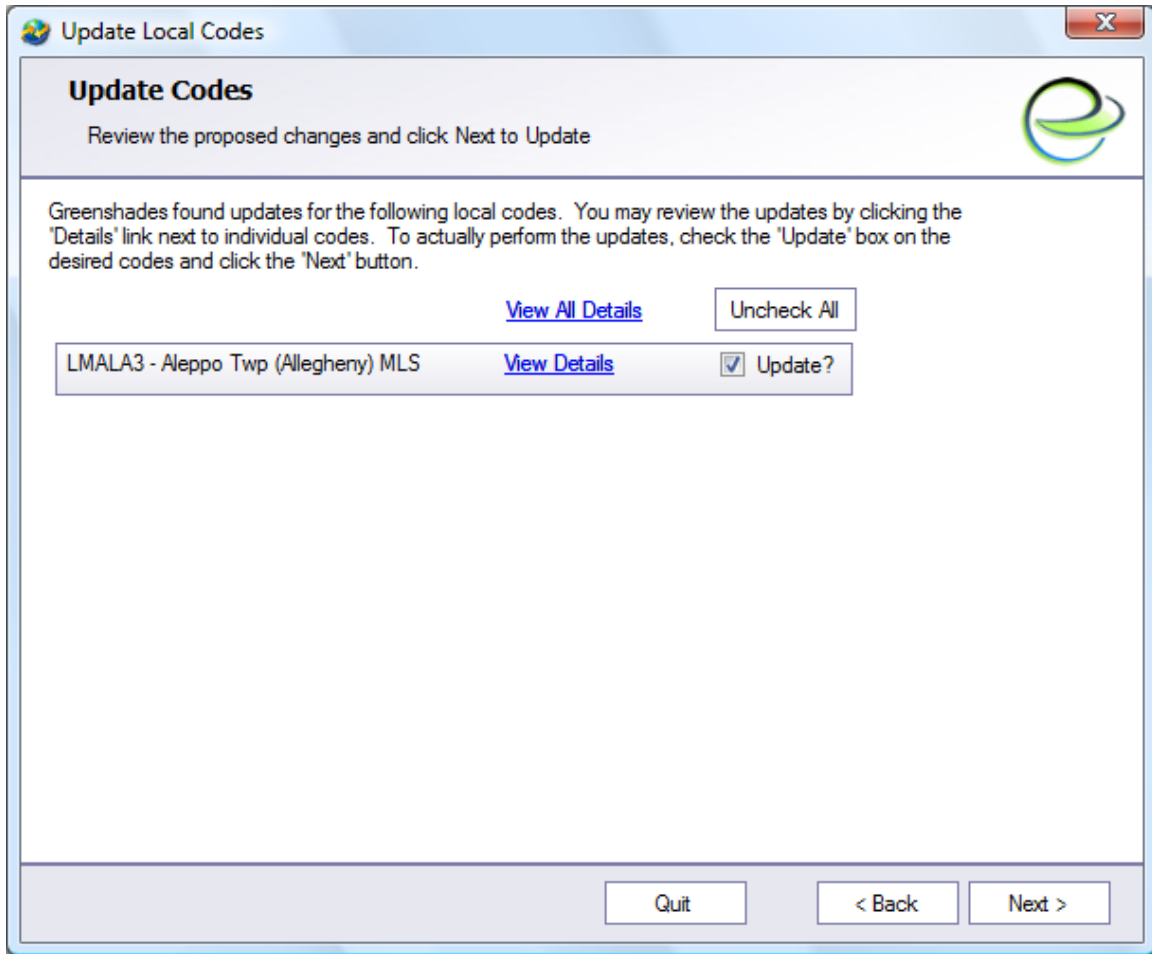 Update Local Codes
Update Codes
Review the proposed changes and click Next to Update
Greenshades found updates for the following local codes.  You may review the updates by clicking the
'Details' link next to individual codes.  To actually perform the updates, check the 'Update' box on the
desired codes and click the 'Next' button.
View All Details Uncheck All
LMALA3 - Aleppo Twp (Allegheny) MLS View Details Update?
Quit < Back Next >